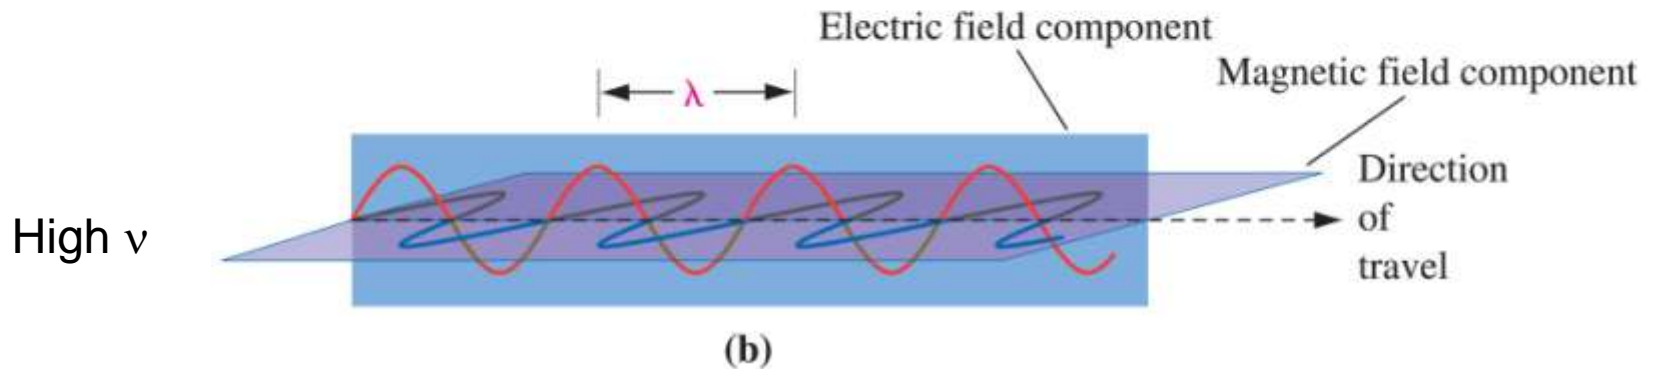 Electric field component
Magnetic field component
λ
Direction
of
travel
High ν
(b)